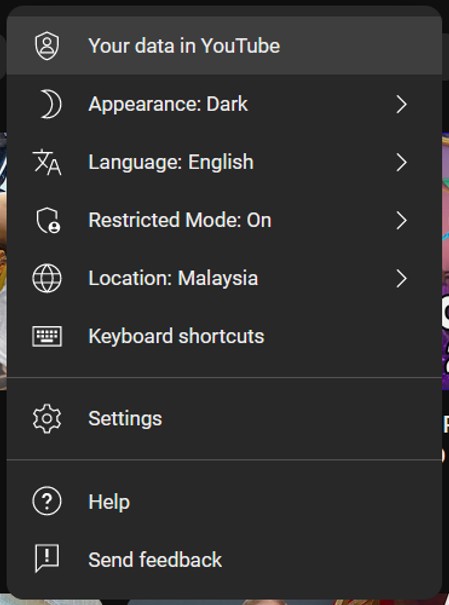 Your data in YouTube
Appearance: Dark
Language: English
Restricted Mode: On
Location: Malaysia
Keyboard shortcuts
Settings
Help
Send feedback